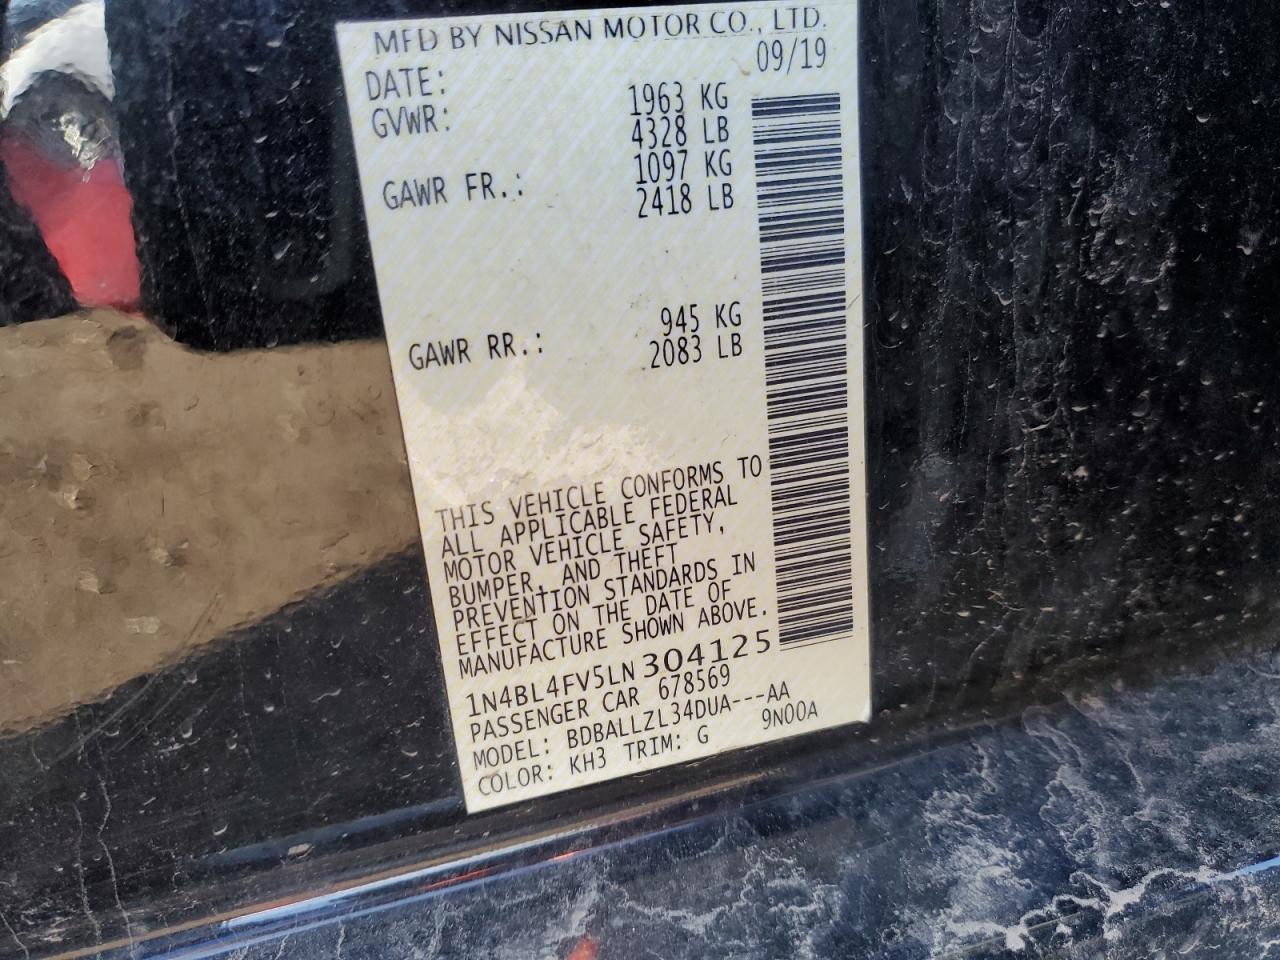 MFD BY NISSAN MOTOR CO., LTD.
DATE: 09/19
GVWR: 1963 KG
4328 LB
GAWR FR.: 1097 KG
2418 LB
GAWR RR.: 945 KG
2083 LB
THIS VEHICLE CONFORMS TO
ALL APPLICABLE FEDERAL
MOTOR VEHICLE SAFETY,
BUMPER, AND THEFT
PREVENTION STANDARDS IN
EFFECT ON THE DATE OF
MANUFACTURE SHOWN ABOVE.
1N4BL4FV5LN304125
PASSENGER CAR 678569
MODEL: BDBALLZL34DUA---AA
COLOR: KH3 TRIM: G 9N00A